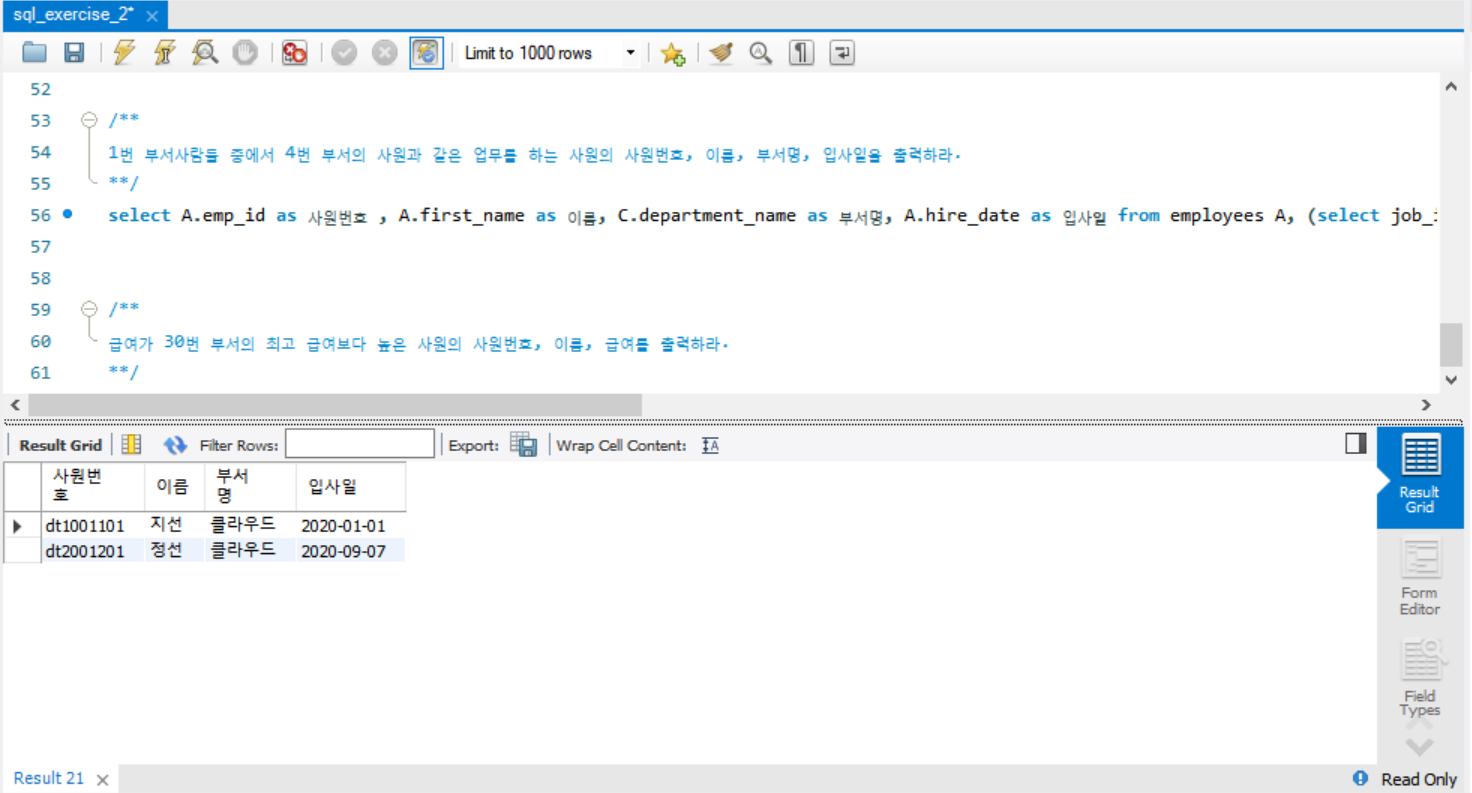 sql_exercise_2*
Limit to 1000 rows
52
53 /**
54 1번 부서사람들 중에서 4번 부서의 사원과 같은 업무를 하는 사원의 사원번호, 이름, 부서명, 입사일을 출력하라.
55 **/
56 select A.emp_id as 사원번호 , A.first_name as 이름, C.department_name as 부서명, A.hire_date as 입사일 from employees A, (select job_
57
58
59 /**
60 급여가 30번 부서의 최고 급여보다 높은 사원의 사원번호, 이름, 급여를 출력하라.
61 **/
Result Grid Filter Rows: Export: Wrap Cell Content: IA
사원번호 이름 부서명 입사일
dt1001101 지선 클라우드 2020-01-01
dt2001201 정선 클라우드 2020-09-07
Result
Grid
Form
Editor
Field
Types
Result 21 Read Only